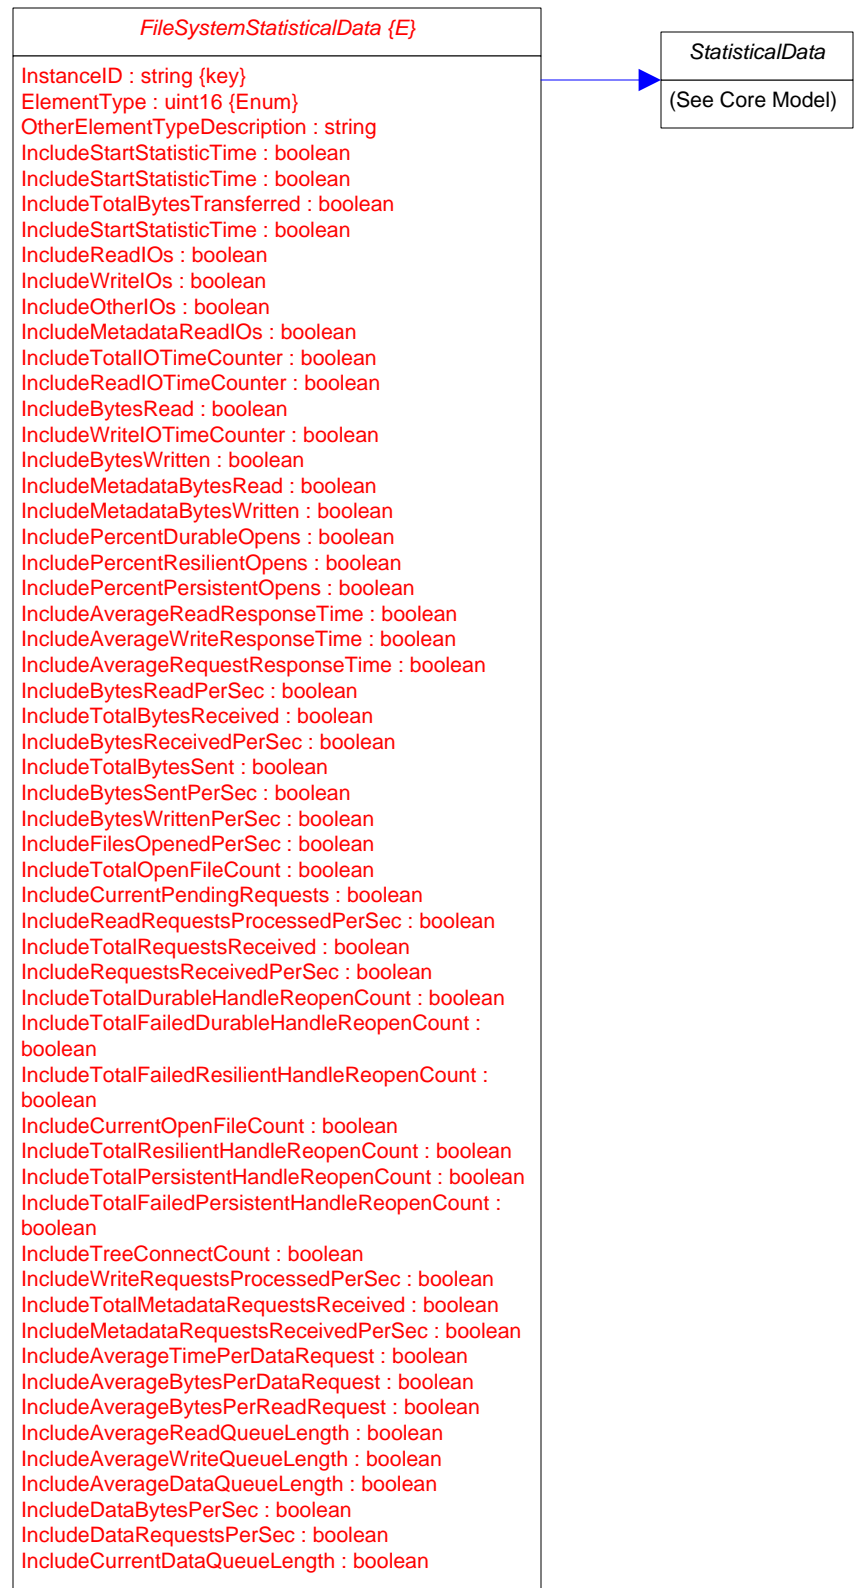 FileSystemStatisticalData {E}
InstanceID : string {key}
ElementType : uint16 {Enum}
OtherElementTypeDescription : string
IncludeStartStatisticTime : boolean
IncludeStartStatisticTime : boolean
IncludeTotalBytesTransferred : boolean
IncludeStartStatisticTime : boolean
IncludeReadIOs : boolean
IncludeWriteIOs : boolean
IncludeOtherIOs : boolean
IncludeMetadataReadIOs : boolean
IncludeTotalIOTimeCounter : boolean
IncludeReadIOTimeCounter : boolean
IncludeBytesRead : boolean
IncludeWriteIOTimeCounter : boolean
IncludeBytesWritten : boolean
IncludeMetadataBytesRead : boolean
IncludeMetadataBytesWritten : boolean
IncludePercentDurableOpens : boolean
IncludePercentResilientOpens : boolean
IncludePercentPersistentOpens : boolean
IncludeAverageReadResponseTime : boolean
IncludeAverageWriteResponseTime : boolean
IncludeAverageRequestResponseTime : boolean
IncludeBytesReadPerSec : boolean
IncludeTotalBytesReceived : boolean
IncludeBytesReceivedPerSec : boolean
IncludeTotalBytesSent : boolean
IncludeBytesSentPerSec : boolean
IncludeBytesWrittenPerSec : boolean
IncludeFilesOpenedPerSec : boolean
IncludeTotalOpenFileCount : boolean
IncludeCurrentPendingRequests : boolean
IncludeReadRequestsProcessedPerSec : boolean
IncludeTotalRequestsReceived : boolean
IncludeRequestsReceivedPerSec : boolean
IncludeTotalDurableHandleReopenCount : boolean
IncludeTotalFailedDurableHandleReopenCount :
boolean
IncludeTotalFailedResilientHandleReopenCount :
boolean
IncludeCurrentOpenFileCount : boolean
IncludeTotalResilientHandleReopenCount : boolean
IncludeTotalPersistentHandleReopenCount : boolean
IncludeTotalFailedPersistentHandleReopenCount :
boolean
IncludeTreeConnectCount : boolean
IncludeWriteRequestsProcessedPerSec : boolean
IncludeTotalMetadataRequestsReceived : boolean
IncludeMetadataRequestsReceivedPerSec : boolean
IncludeAverageTimePerDataRequest : boolean
IncludeAverageBytesPerDataRequest : boolean
IncludeAverageBytesPerReadRequest : boolean
IncludeAverageReadQueueLength : boolean
IncludeAverageWriteQueueLength : boolean
IncludeAverageDataQueueLength : boolean
IncludeDataBytesPerSec : boolean
IncludeDataRequestsPerSec : boolean
IncludeCurrentDataQueueLength : boolean
StatisticalData
(See Core Model)